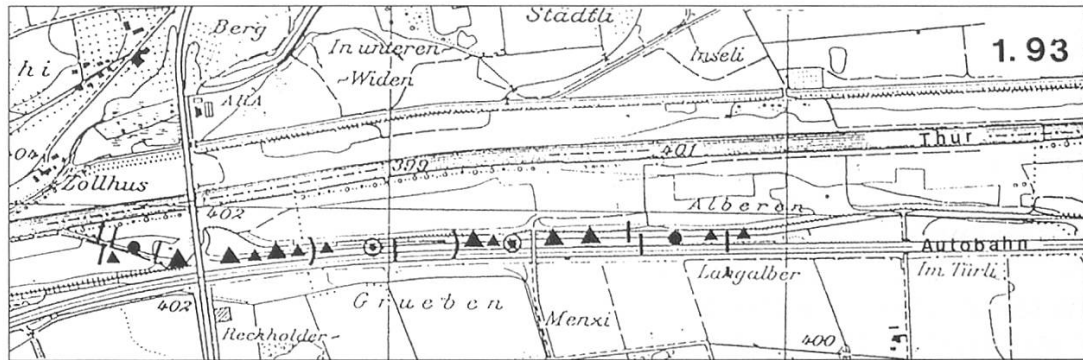 Berg
Stadtli
hi
In unteren
Widen
Inseli
1.93
ARA
Thur
401
399
Zollhus
402
Alberen
Autobahn
Langalber
Im Türli
402
Grueben
Menxi
400
Reckholder-